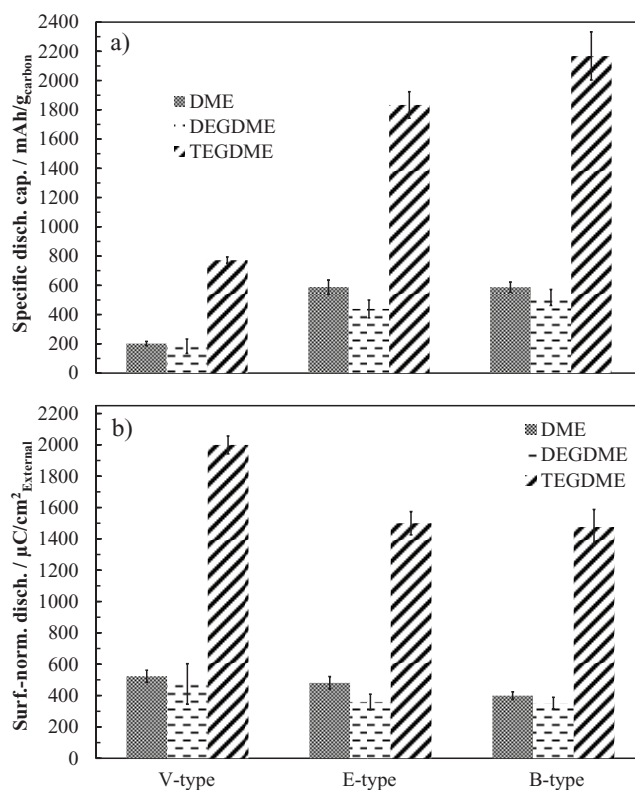 a)
Specific disch. cap. / mAh/gcarbon
2400
2200
2000
1800
1600
1400
1200
1000
800
600
400
200
0
DME
DEGDME
TEGDME
b)
Surf.-norm. disch. / µC/cm²External
2200
2000
1800
1600
1400
1200
1000
800
600
400
200
0
DME
DEGDME
TEGDME
V-type E-type B-type